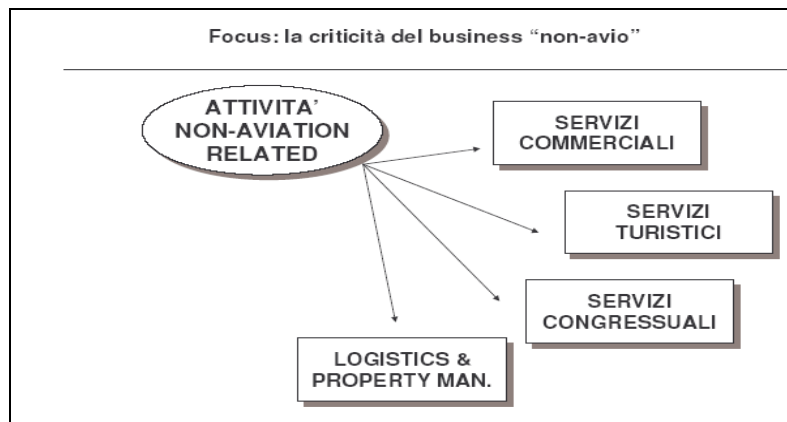 Focus: la criticità del business “non-avio”
ATTIVITA’
NON-AVIATION
RELATED
SERVIZI
COMMERCIALI
SERVIZI
TURISTICI
SERVIZI
CONGRESSUALI
LOGISTICS &
PROPERTY MAN.